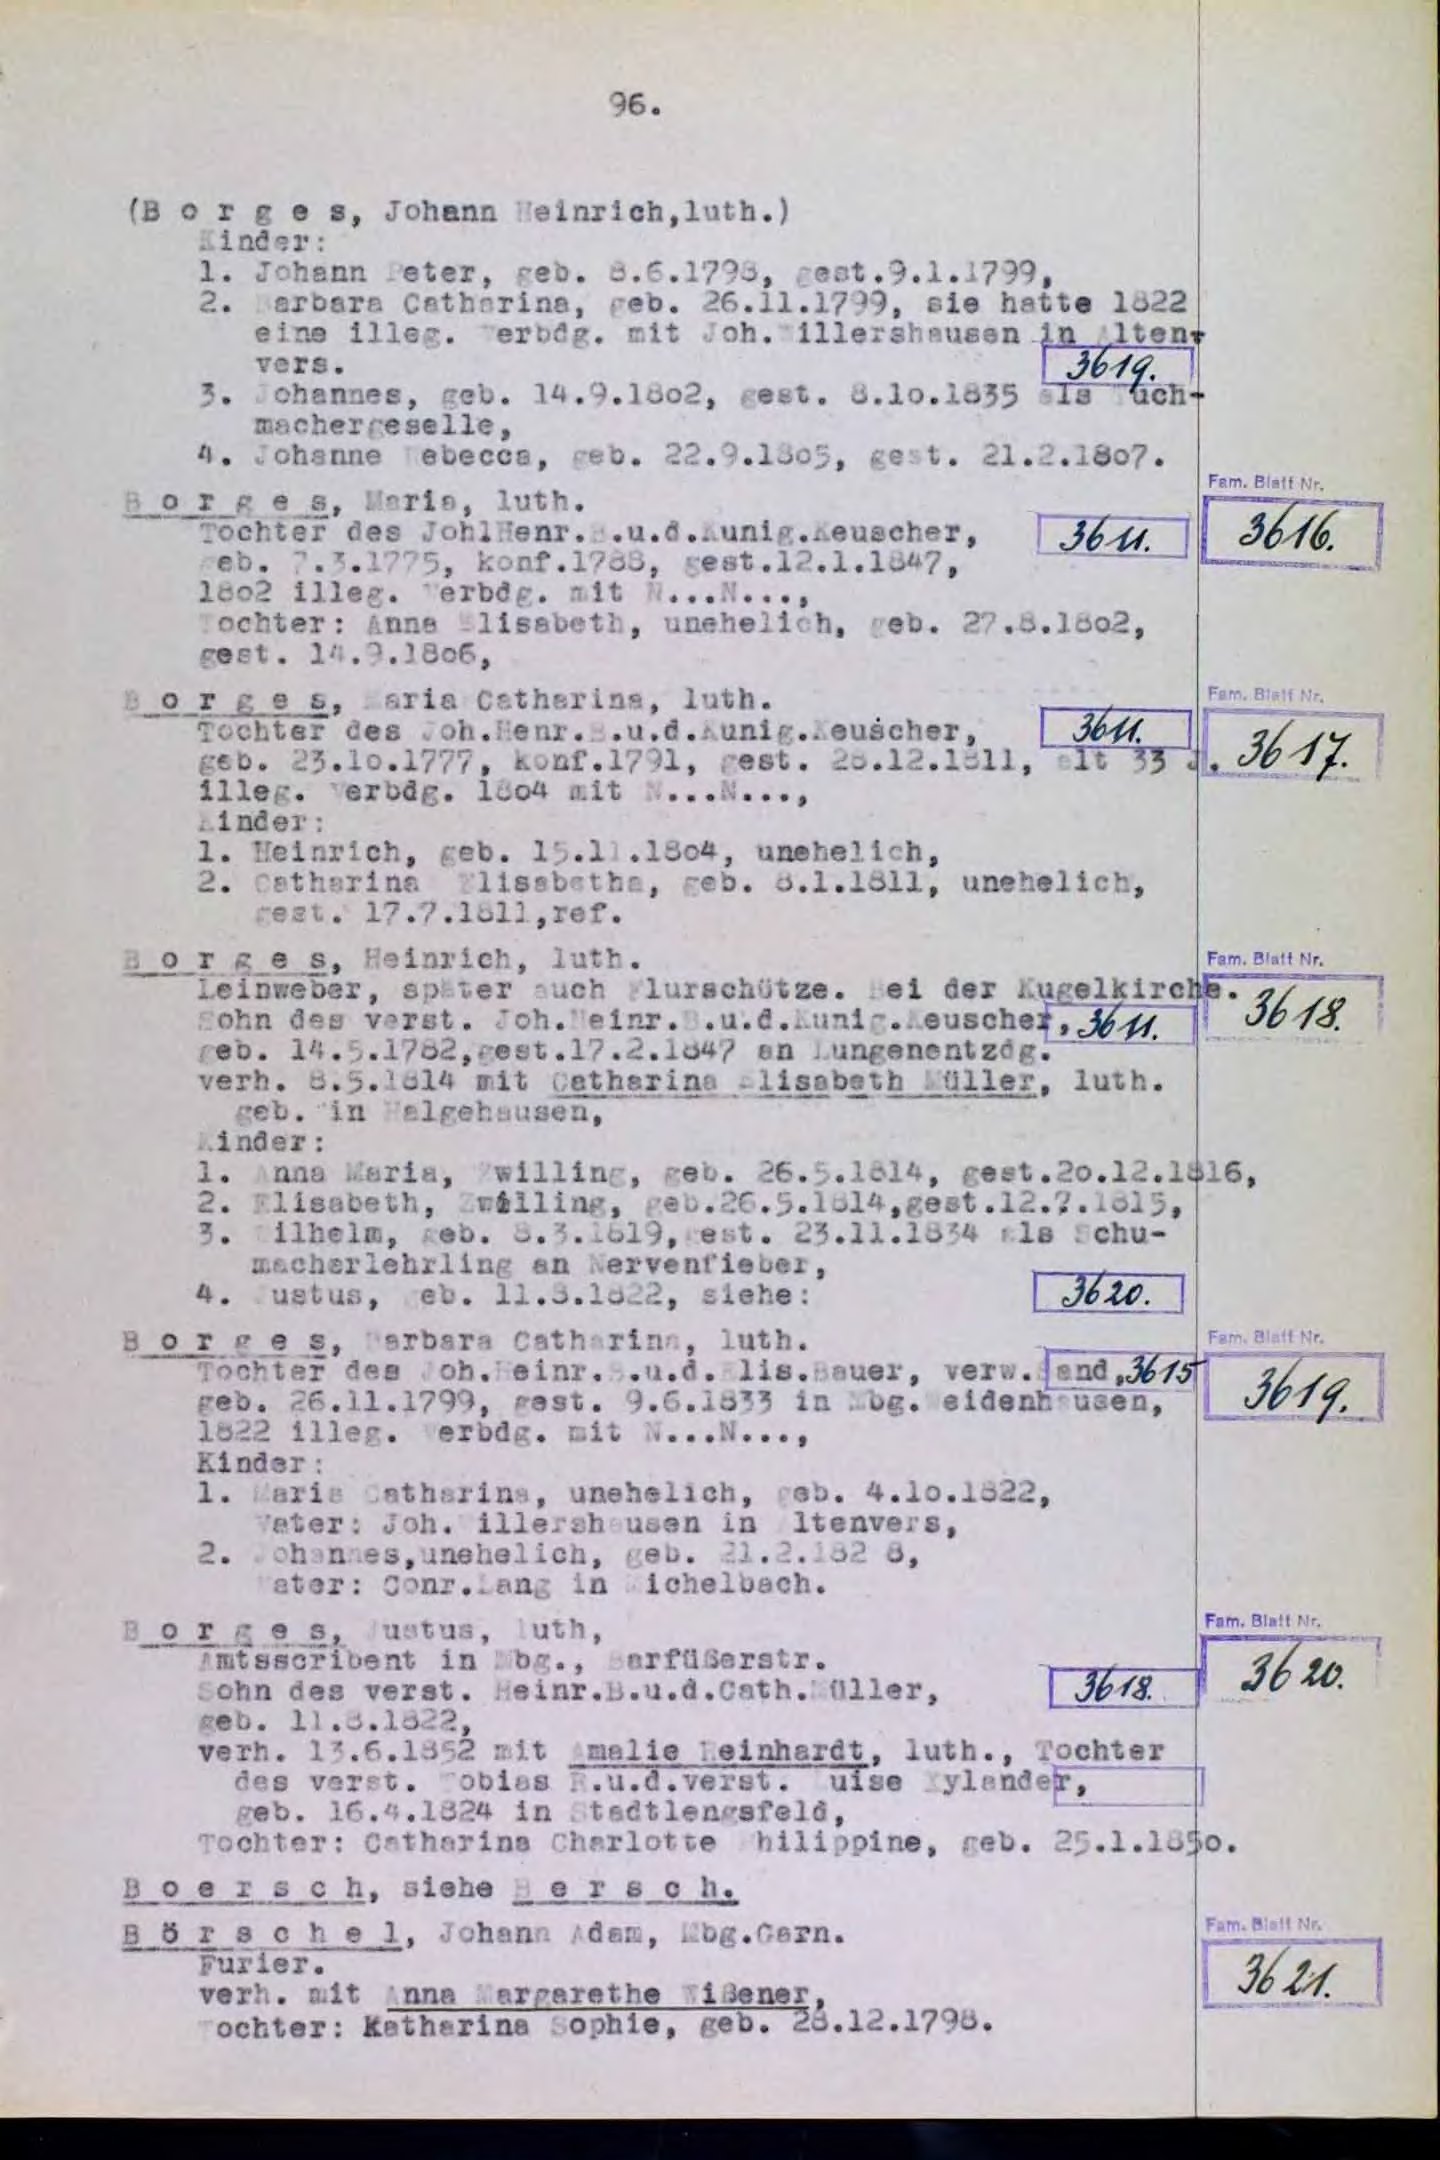 96.
(B o r g e s, Johann Heinrich,luth.)
Kinder:
1. Johann Peter, geb. 8.6.1798, gest.9.1.1799,
2. Barbara Catharina, geb. 26.11.1799, sie hatte 1822
eine illeg. Verbdg. mit Joh. Willershausen in Alten-
vers.
3619.
3. Johannes, geb. 14.9.1802, gest. 8.10.1835 als Tuch-
machergeselle,
4. Johanne Rebecca, geb. 22.9.1805, gest. 21.2.1807.
Fam. Blatt Nr.
B o r g e s, Maria, luth.
Tochter des JohlHenr.B.u.d.Kunig.Keuscher, 3611. 3616.
geb. 7.3.1775, konf.1788, gest.12.1.1847,
1802 illeg. Verbdg. mit N...N...,
Tochter: Anna Elisabeth, unehelich, geb. 27.8.1802,
gest. 14.9.1806,
Fam. Blatt Nr.
B o r g e s, Maria Catharina, luth.
Tochter des Joh.Henr.B.u.d.Kunig.Keuscher, 3611. 3617.
geb. 23.10.1777, konf.1791, gest. 28.12.1811, alt 33 J.
illeg. Verbdg. 1804 mit N...N...,
Kinder:
1. Heinrich, geb. 15.11.1804, unehelich,
2. Catharina Elisabetha, geb. 8.1.1811, unehelich,
gest. 17.7.1811,ref.
Fam. Blatt Nr.
B o r g e s, Heinrich, luth.
Leinweber, später auch Flurschütze. Bei der Kugelkirche.
Sohn des verst. Joh.Heinr.B.u.d.Kunig.Keuscher, 3611. 3618.
geb. 14.5.1782,gest.17.2.1847 an Lungenentzdg.
verh. 8.5.1814 mit Catharina Elisabeth Müller, luth.
geb. in Halgehausen,
Kinder:
1. Anna Maria, Zwilling, geb. 26.5.1814, gest.20.12.1816,
2. Elisabeth, Zwilling, geb.26.5.1814,gest.12.7.1815,
3. Wilhelm, geb. 8.3.1819,gest. 23.11.1834 als Schu-
macherlehrling an Nervenfieber,
4. Justus, geb. 11.8.1822, siehe: 3620.
Fam. Blatt Nr.
B o r g e s, Barbara Catharina, luth.
Tochter des Joh.Heinr.B.u.d.Elis.Bauer, verw. Sand, 3615 3619.
geb. 26.11.1799, gest. 9.6.1833 in Mbg. Weidenhausen,
1822 illeg. Verbdg. mit N...N...,
Kinder:
1. Maria Catharina, unehelich, geb. 4.10.1822,
Vater: Joh. Willershausen in Altenvers,
2. Johannes,unehelich, geb. 21.2.182 8,
Vater: Conr.Lang in Michelbach.
Fam. Blatt Nr.
B o r g e s, Justus, luth,
Amtsscribent in Mbg., Barfüßerstr.
Sohn des verst. Heinr.B.u.d.Cath.Müller, 3618. 3620.
geb. 11.8.1822,
verh. 13.6.1852 mit Amalie Reinhardt, luth., Tochter
des verst. Tobias R.u.d.verst. Luise Xylander,
geb. 16.4.1824 in Stadtlengsfeld,
Tochter: Catharina Charlotte Philippine, geb. 25.1.1850.
B o e r s c h, siehe B e r s c h.
Fam. Blatt Nr.
B ö r s c h e l, Johann Adam, Mbg.Garn.
Furier.
3621.
verh. mit Anna Margarethe Wißener,
Tochter: Katharina Sophie, geb. 28.12.1798.